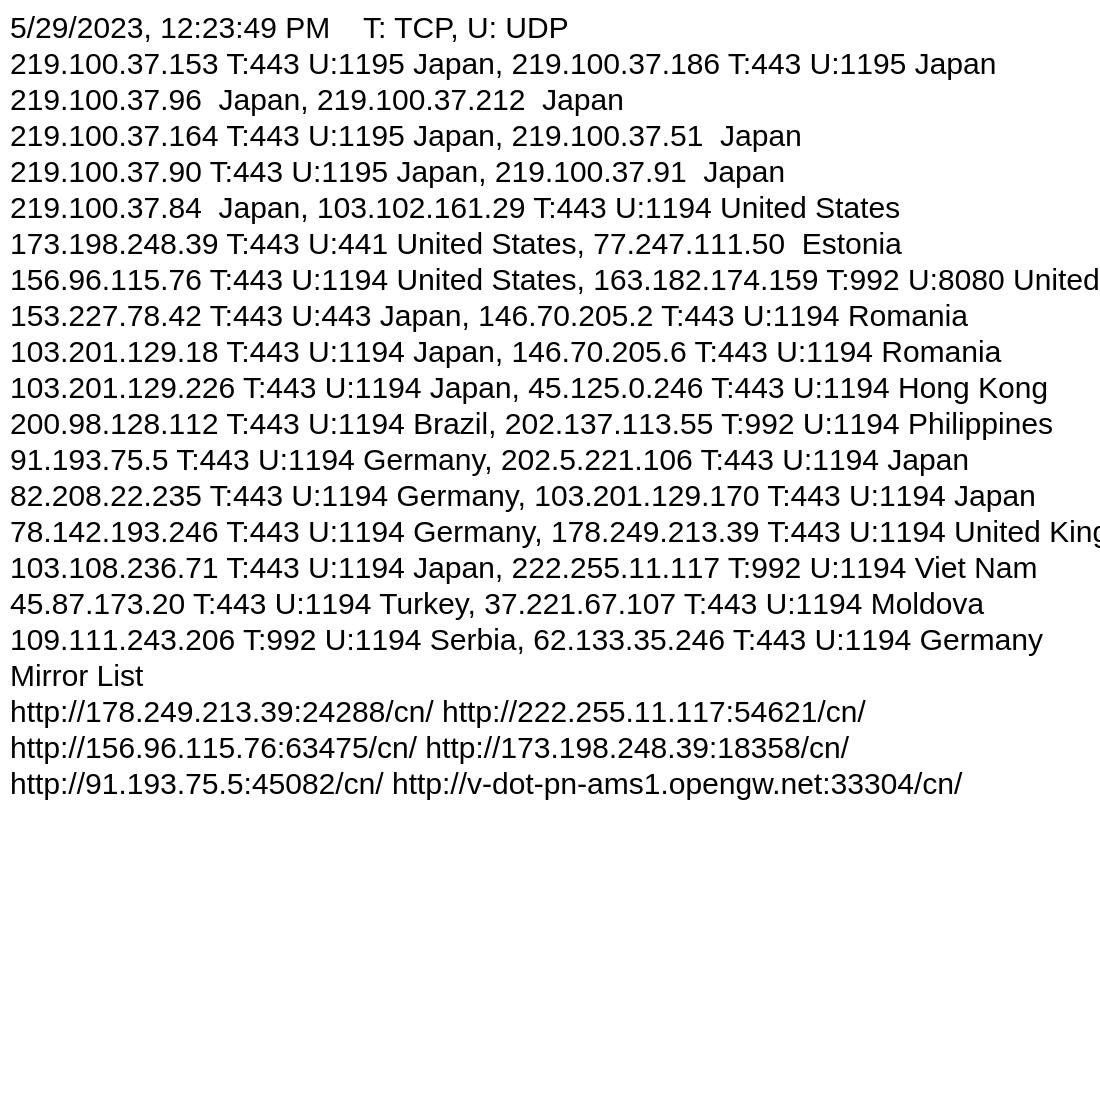 5/29/2023, 12:23:49 PM    T: TCP, U: UDP
219.100.37.153 T:443 U:1195 Japan, 219.100.37.186 T:443 U:1195 Japan
219.100.37.96  Japan, 219.100.37.212  Japan
219.100.37.164 T:443 U:1195 Japan, 219.100.37.51  Japan
219.100.37.90 T:443 U:1195 Japan, 219.100.37.91  Japan
219.100.37.84  Japan, 103.102.161.29 T:443 U:1194 United States
173.198.248.39 T:443 U:441 United States, 77.247.111.50  Estonia
156.96.115.76 T:443 U:1194 United States, 163.182.174.159 T:992 U:8080 United
153.227.78.42 T:443 U:443 Japan, 146.70.205.2 T:443 U:1194 Romania
103.201.129.18 T:443 U:1194 Japan, 146.70.205.6 T:443 U:1194 Romania
103.201.129.226 T:443 U:1194 Japan, 45.125.0.246 T:443 U:1194 Hong Kong
200.98.128.112 T:443 U:1194 Brazil, 202.137.113.55 T:992 U:1194 Philippines
91.193.75.5 T:443 U:1194 Germany, 202.5.221.106 T:443 U:1194 Japan
82.208.22.235 T:443 U:1194 Germany, 103.201.129.170 T:443 U:1194 Japan
78.142.193.246 T:443 U:1194 Germany, 178.249.213.39 T:443 U:1194 United King
103.108.236.71 T:443 U:1194 Japan, 222.255.11.117 T:992 U:1194 Viet Nam
45.87.173.20 T:443 U:1194 Turkey, 37.221.67.107 T:443 U:1194 Moldova
109.111.243.206 T:992 U:1194 Serbia, 62.133.35.246 T:443 U:1194 Germany
Mirror List
http://178.249.213.39:24288/cn/ http://222.255.11.117:54621/cn/
http://156.96.115.76:63475/cn/ http://173.198.248.39:18358/cn/
http://91.193.75.5:45082/cn/ http://v-dot-pn-ams1.opengw.net:33304/cn/